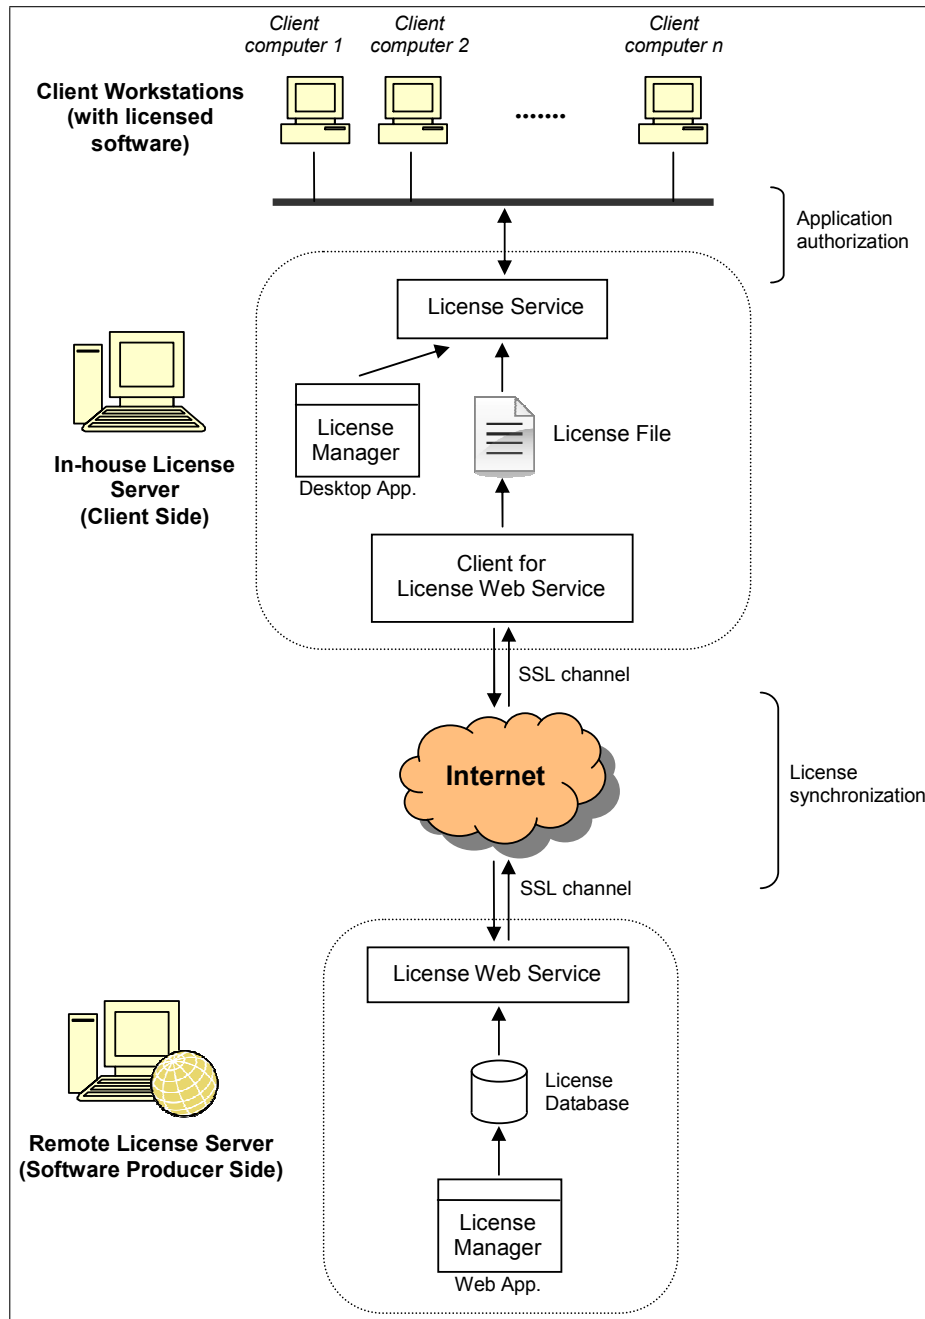 Client
computer 1
Client
computer 2
Client
computer n
Client Workstations
(with licensed
software)
.......
Application
authorization
License Service
License
Manager
Desktop App.
License File
In-house License
Server
(Client Side)
Client for
License Web Service
SSL channel
Internet
License
synchronization
SSL channel
License Web Service
License
Database
Remote License Server
(Software Producer Side)
License
Manager
Web App.